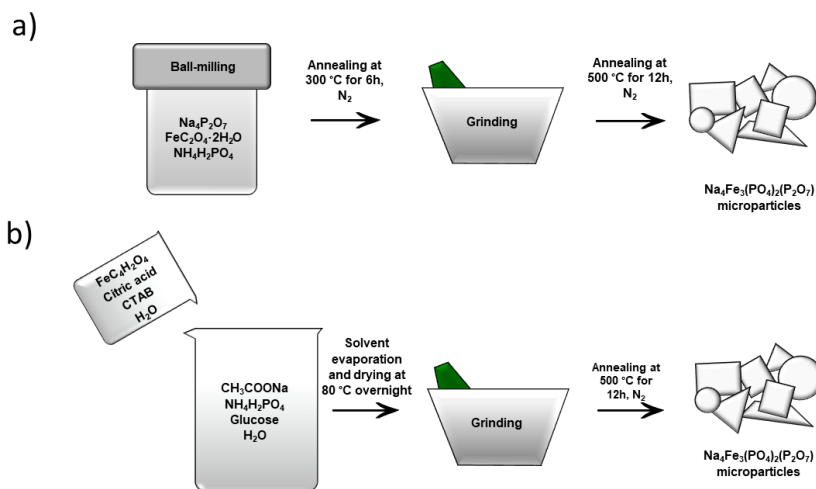 a)
Ball-milling
Na₄P₂O₇
FeC₂O₄·2H₂O
NH₄H₂PO₄
Annealing at
300 °C for 6h,
N₂
Grinding
Annealing at
500 °C for 12h,
N₂
Na₄Fe₃(PO₄)₂(P₂O₇)
microparticles
b)
FeC₄H₂O₄
Citric acid
CTAB
H₂O
CH₃COONa
NH₄H₂PO₄
Glucose
H₂O
Solvent
evaporation
and drying at
80 °C overnight
Grinding
Annealing at
500 °C for
12h, N₂
Na₄Fe₃(PO₄)₂(P₂O₇)
microparticles